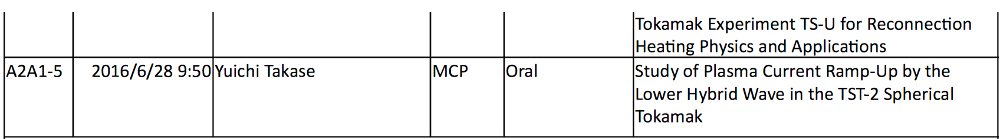 Tokamak Experiment TS-U for Reconnection
Heating Physics and Applications
A2A1-5 2016/6/28 9:50 Yuichi Takase MCP Oral Study of Plasma Current Ramp-Up by the
Lower Hybrid Wave in the TST-2 Spherical
Tokamak